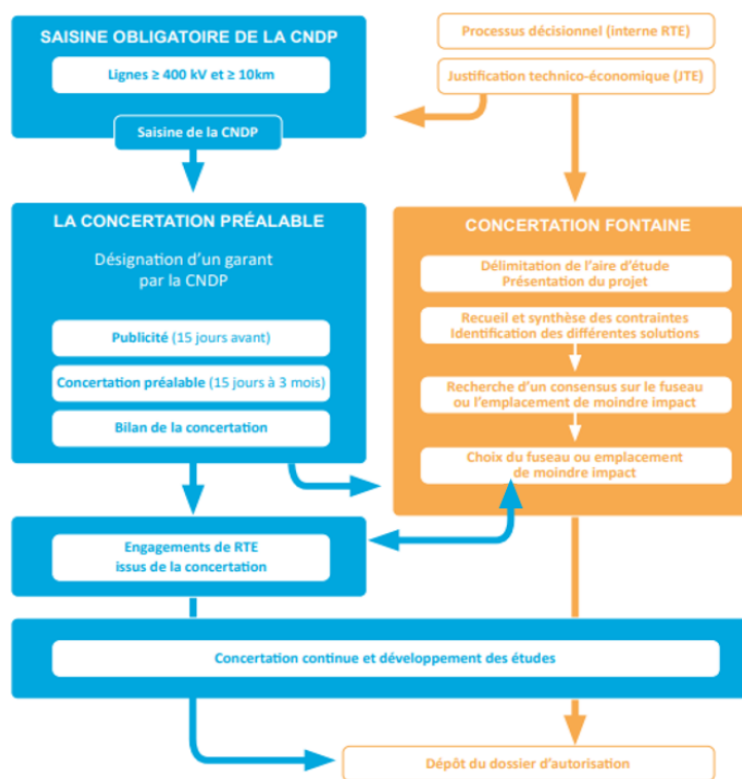 SAISINE OBLIGATOIRE DE LA CNDP
Lignes ≥ 400 kV et ≥ 10km
Saisine de la CNDP
Processus décisionnel (interne RTE)
Justification technico-économique (JTE)
LA CONCERTATION PRÉALABLE
Désignation d’un garant
par la CNDP
Publicité (15 jours avant)
Concertation préalable (15 jours à 3 mois)
Bilan de la concertation
CONCERTATION FONTAINE
Délimitation de l’aire d’étude
Présentation du projet
Recueil et synthèse des contraintes
Identification des différentes solutions
Recherche d’un consensus sur le fuseau
ou l’emplacement de moindre impact
Choix du fuseau ou emplacement
de moindre impact
Engagements de RTE
issus de la concertation
Concertation continue et développement des études
Dépôt du dossier d’autorisation